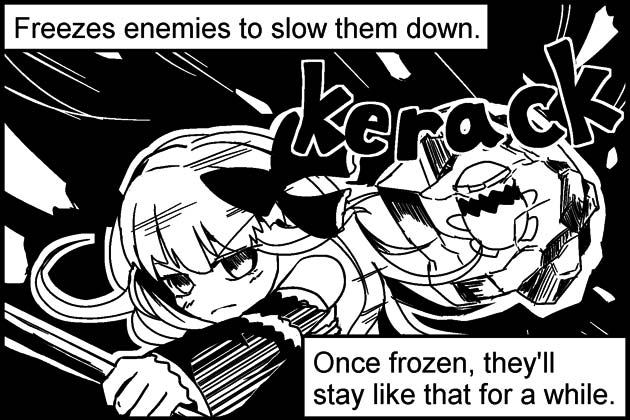 Freezes enemies to slow them down.
kerack
Once frozen, they'll
stay like that for a while.